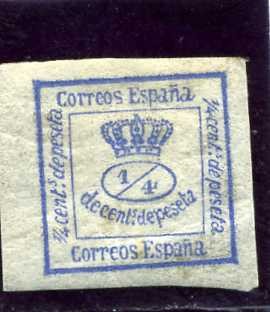 Correos España
¼ cent.s de peseta
¼ cent.s de peseta
1/4
de cent.s de peseta
Correos España